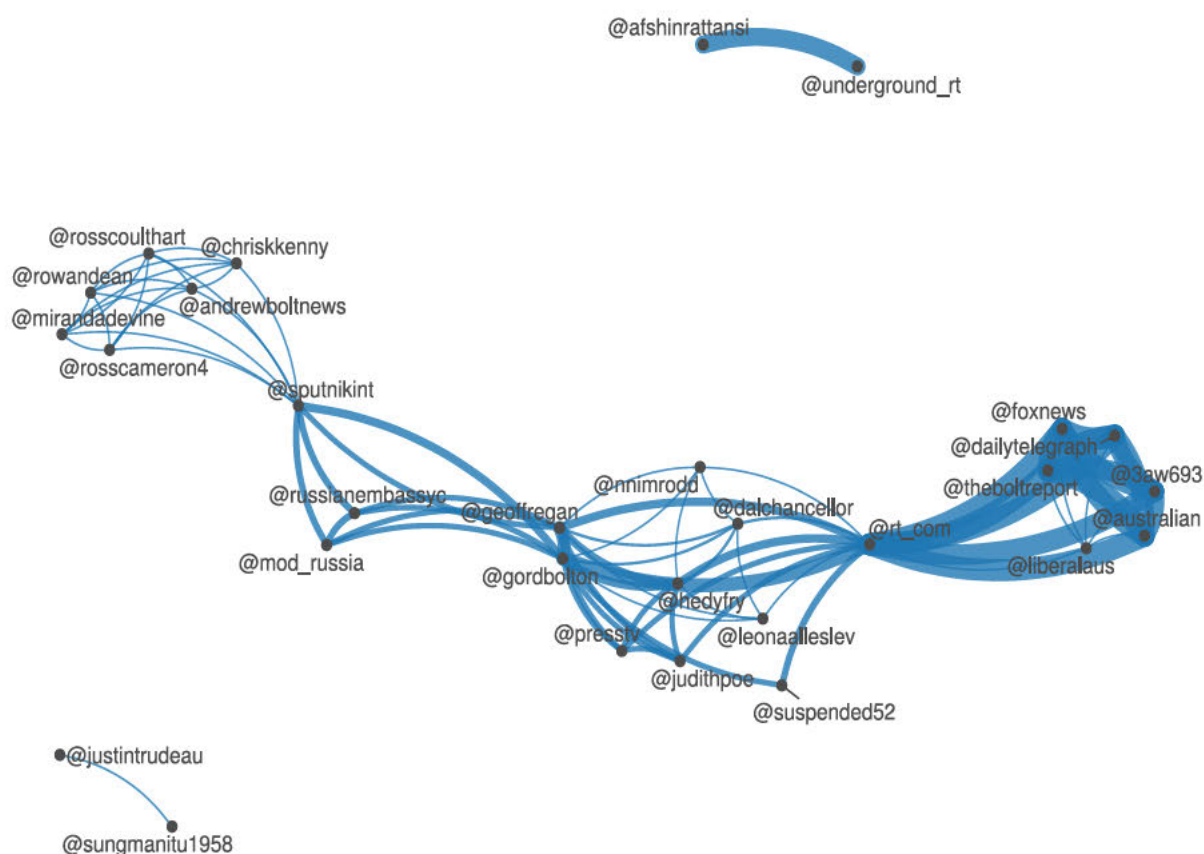 @afshinrattansi
@underground_rt
@rosscoulthart
@chriskkenny
@rowandean
@andrewboltnews
@mirandadevine
@rosscameron4
@sputnikint
@foxnews
@dailytelegraph
@3aw693
@theboltreport
@nnimrodd
@russianembassyc
@geoffregan
@dalchancellor
@australian
@rt_com
@mod_russia
@liberalaus
@gordbolton
@hedyfry
@presstv
@leonaalleslev
@judithpoe
@suspended52
@justintrudeau
@sungmanitu1958